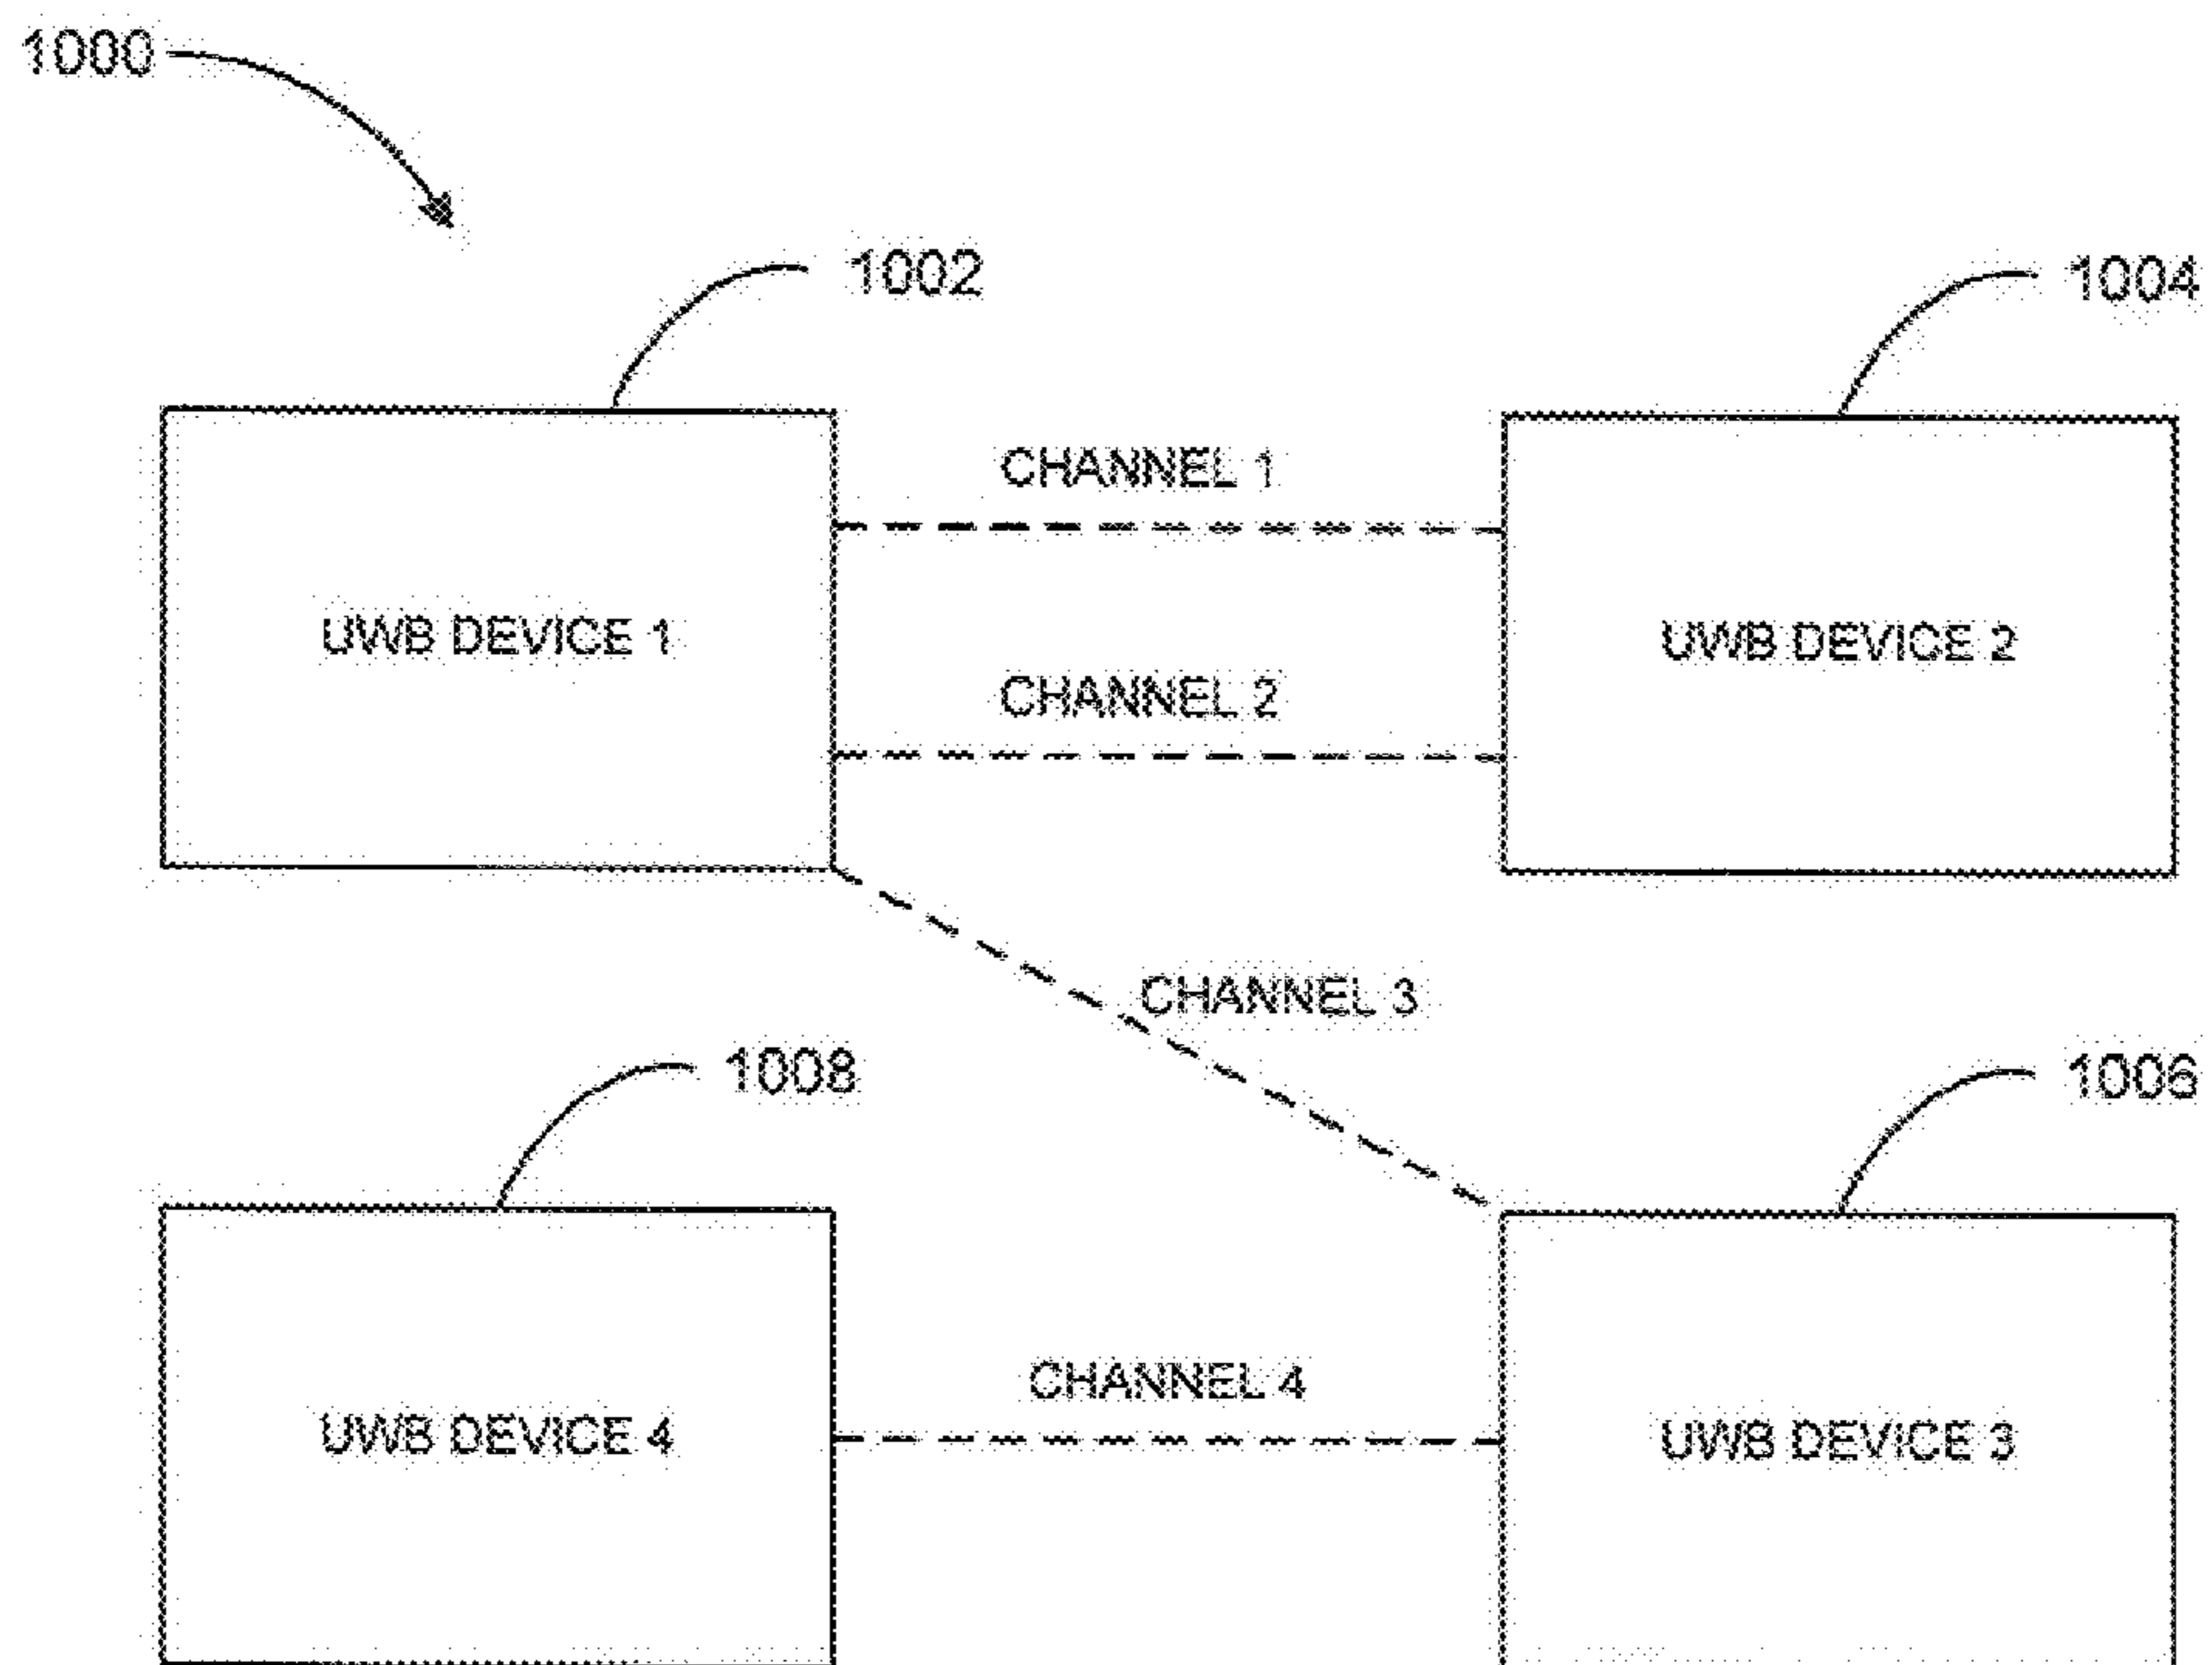 1000
1002
1004
CHANNEL 1
UWB DEVICE 1
UWB DEVICE 2
CHANNEL 2
CHANNEL 3
1008
1006
CHANNEL 4
UWB DEVICE 4
UWB DEVICE 3